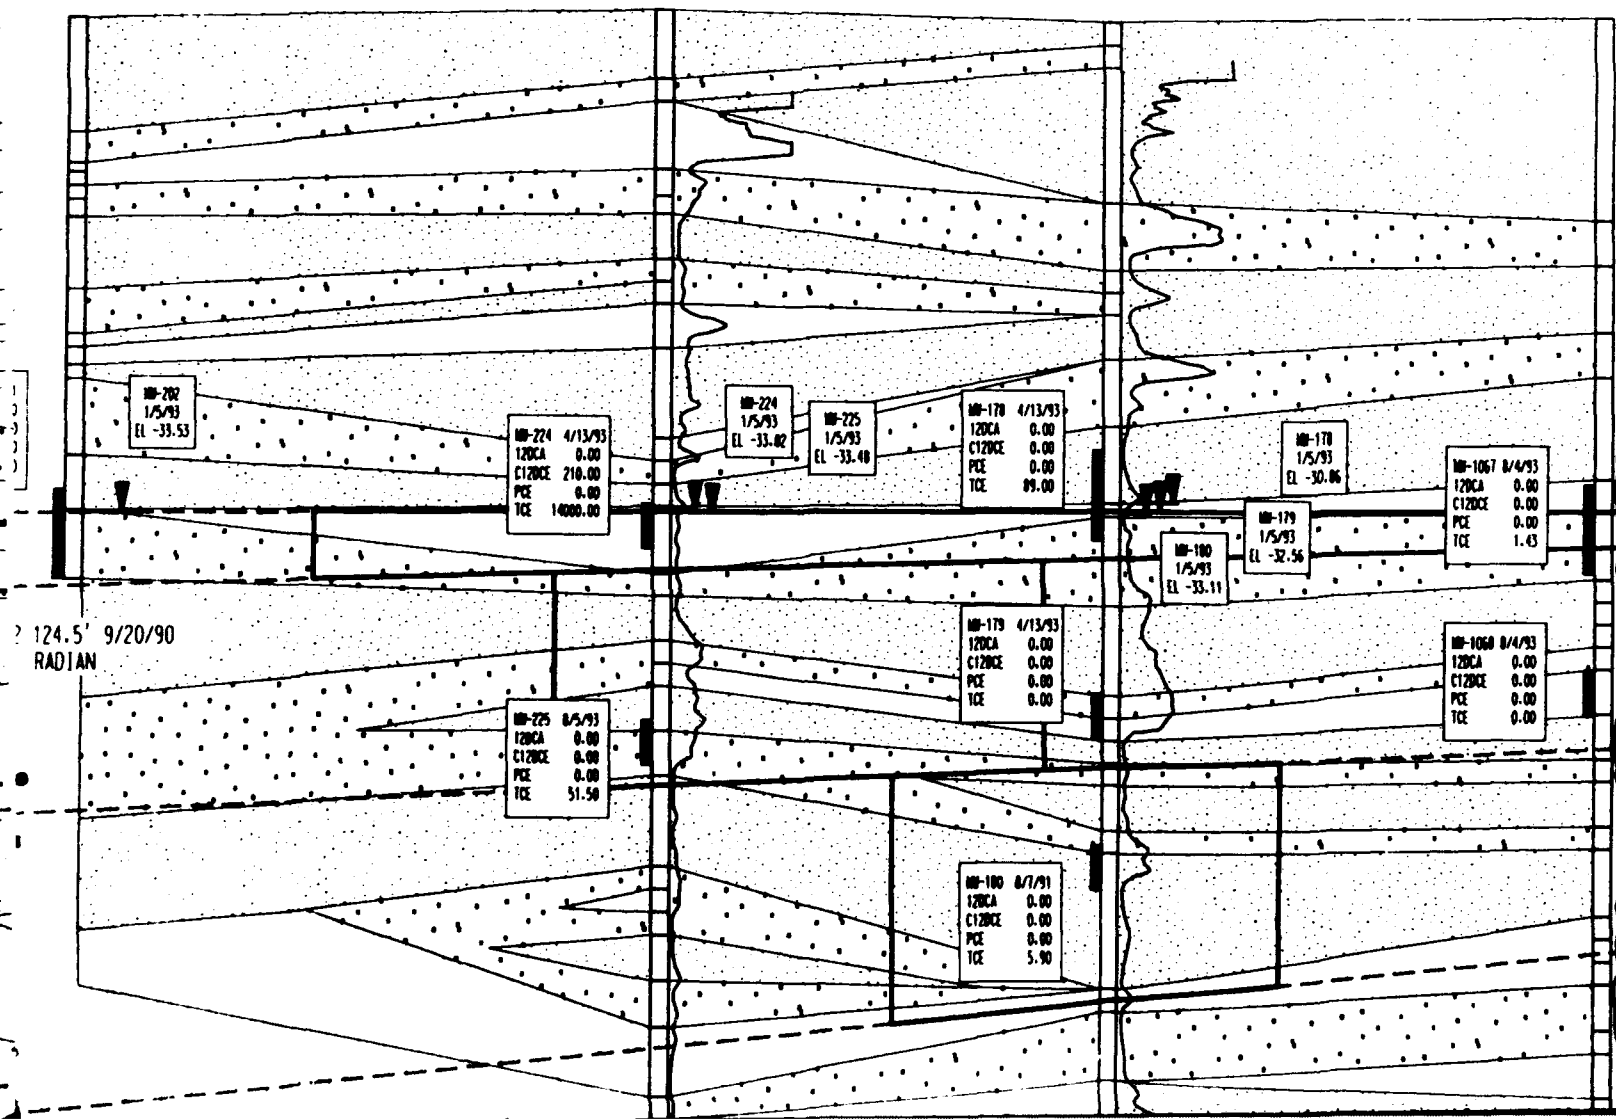 MW-202
1/5/93
EL -33.53
MW-224 4/13/93
12DCA 0.00
C12DCE 210.00
PCE 0.00
TCE 14000.00
MW-224
1/5/93
EL -33.02
MW-225
1/5/93
EL -33.48
MW-178 4/13/93
12DCA 0.00
C12DCE 0.00
PCE 0.00
TCE 89.00
MW-178
1/5/93
EL -30.86
MW-179
1/5/93
EL -32.56
MW-180
1/5/93
EL -33.11
MW-1067 8/4/93
12DCA 0.00
C12DCE 0.00
PCE 0.00
TCE 1.43
? 124.5' 9/20/90
RADIAN
MW-179 4/13/93
12DCA 0.00
C12DCE 0.00
PCE 0.00
TCE 0.00
MW-1068 8/4/93
12DCA 0.00
C12DCE 0.00
PCE 0.00
TCE 0.00
MW-225 8/5/93
12DCA 0.00
C12DCE 0.00
PCE 0.00
TCE 51.50
MW-180 8/7/91
12DCA 0.00
C12DCE 0.00
PCE 0.00
TCE 5.90